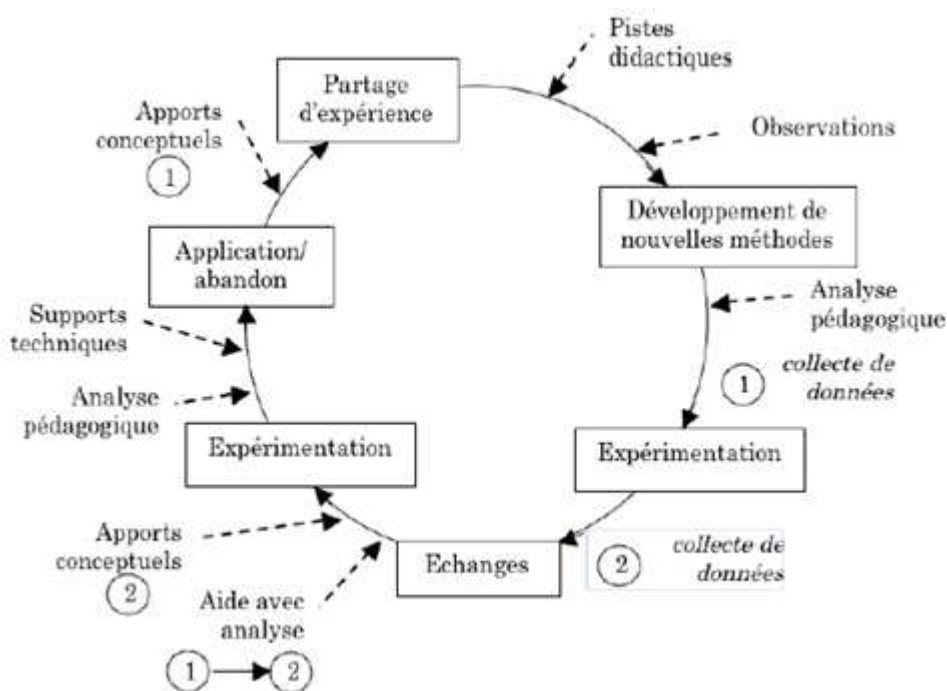 Pistes
didactiques
Partage
d'expérience
Apports
conceptuels
1
Observations
Développement de
nouvelles méthodes
Application/
abandon
Analyse
pédagogique
Supports
techniques
1
collecte de
données
Analyse
pédagogique
Expérimentation
Expérimentation
Apports
conceptuels
2
Echanges
2
collecte de
données
Aide avec
analyse
1
2